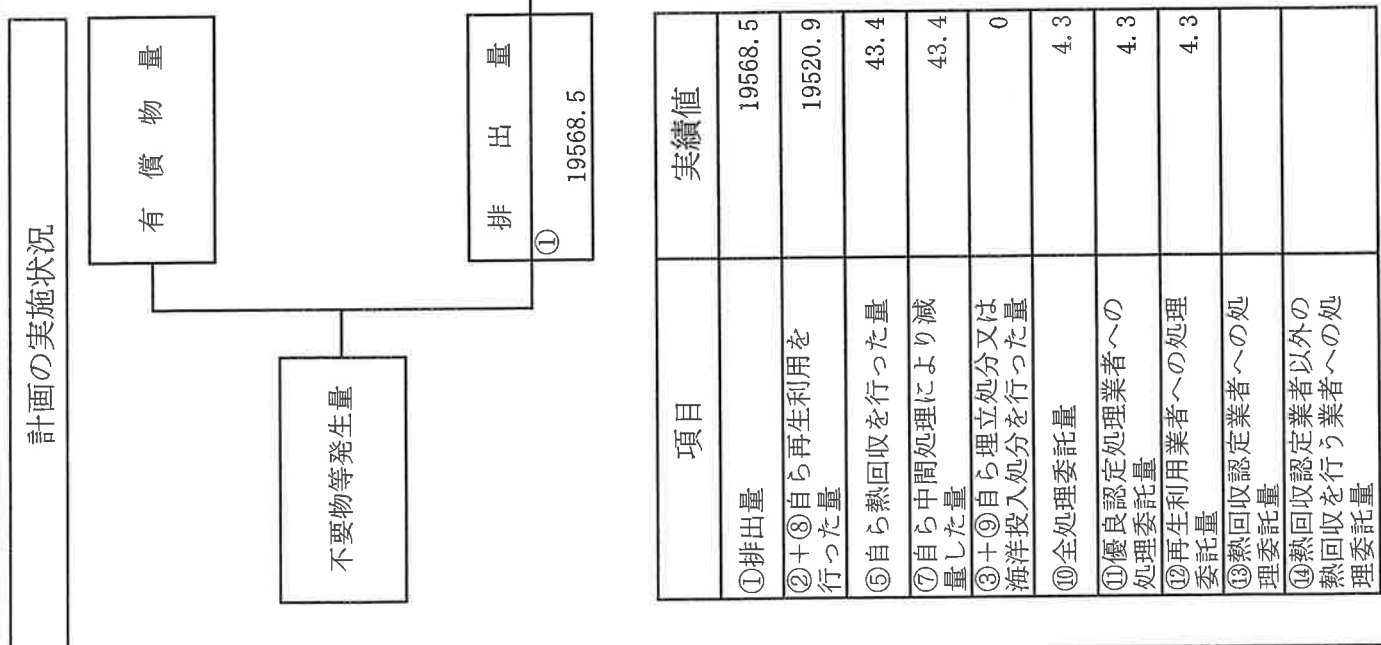 計画の実施状況
有償物量
不要物等発生量
排出量
①
19568.5
項目
実績値
①排出量
19568.5
②+⑧自ら再生利用を
行った量
19520.9
⑤自ら熱回収を行った量
43.4
⑦自ら中間処理により減
量した量
43.4
③+⑨自ら埋立処分又は
海洋投入処分を行った量
0
⑩全処理委託量
4.3
⑪優良認定処理業者への
処理委託量
4.3
⑫再生利用業者への処理
委託量
4.3
⑬熱回収認定業者への処
理委託量
⑭熱回収認定業者以外の
熱回収を行う業者への処
理委託量